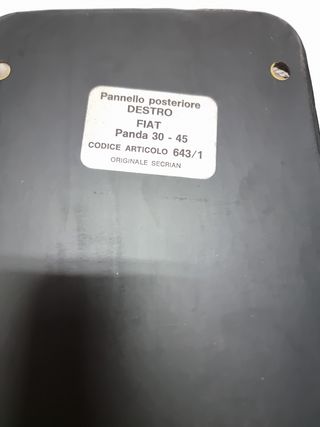 Pannello posteriore
DESTRO
FIAT
Panda 30 - 45
CODICE ARTICOLO 643/1
ORIGINALE SECRIAN